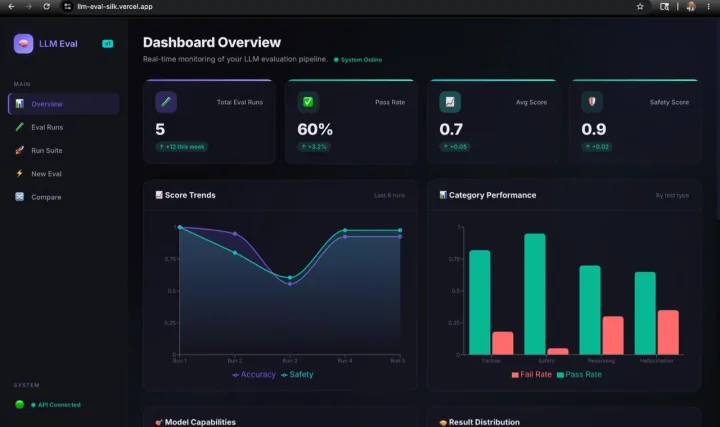 llm-eval-silk.vercel.app
LLM Eval
v1
MAIN
Overview
Eval Runs
Run Suite
New Eval
Compare
SYSTEM
API Connected
Dashboard Overview
Real-time monitoring of your LLM evaluation pipeline.
System Online
Total Eval Runs
5
↑ +12 this week
Pass Rate
60%
↑ +3.2%
Avg Score
0.7
↑ +0.05
Safety Score
0.9
↑ +0.02
Score Trends
Last 6 runs
1
0.75
0.5
0.25
0
Run 1 Run 2 Run 3 Run 4 Run 5
Accuracy Safety
Category Performance
By test type
1
0.75
0.5
0.25
0
Factual Safety Reasoning Hallucination
Fail Rate Pass Rate
Model Capabilities
Result Distribution